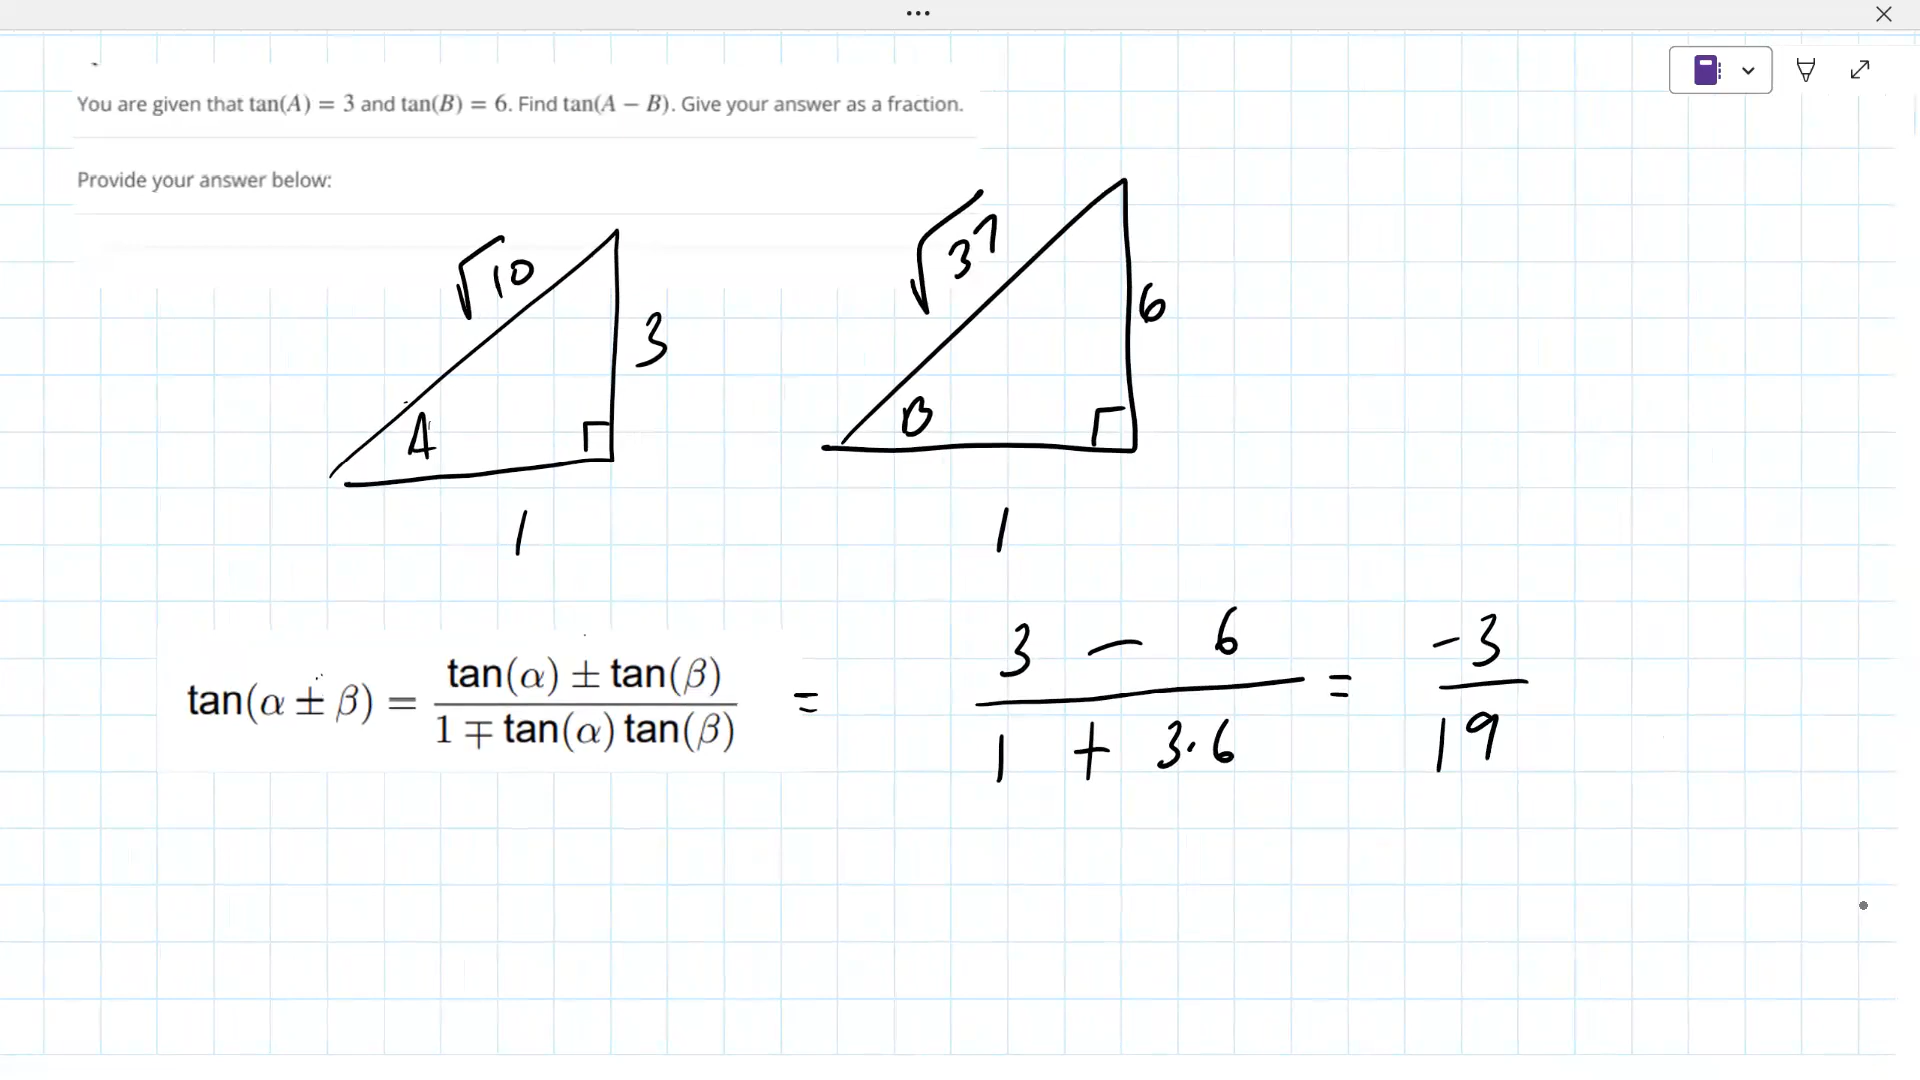 You are given that tan(A) = 3 and tan(B) = 6. Find tan(A − B). Give your answer as a fraction.
Provide your answer below:
√10
3
A
1
√37
6
B
1
tan(α ± β) = tan(α) ± tan(β) / 1 ∓ tan(α) tan(β) = 3 − 6 / 1 + 3·6 = -3 / 19